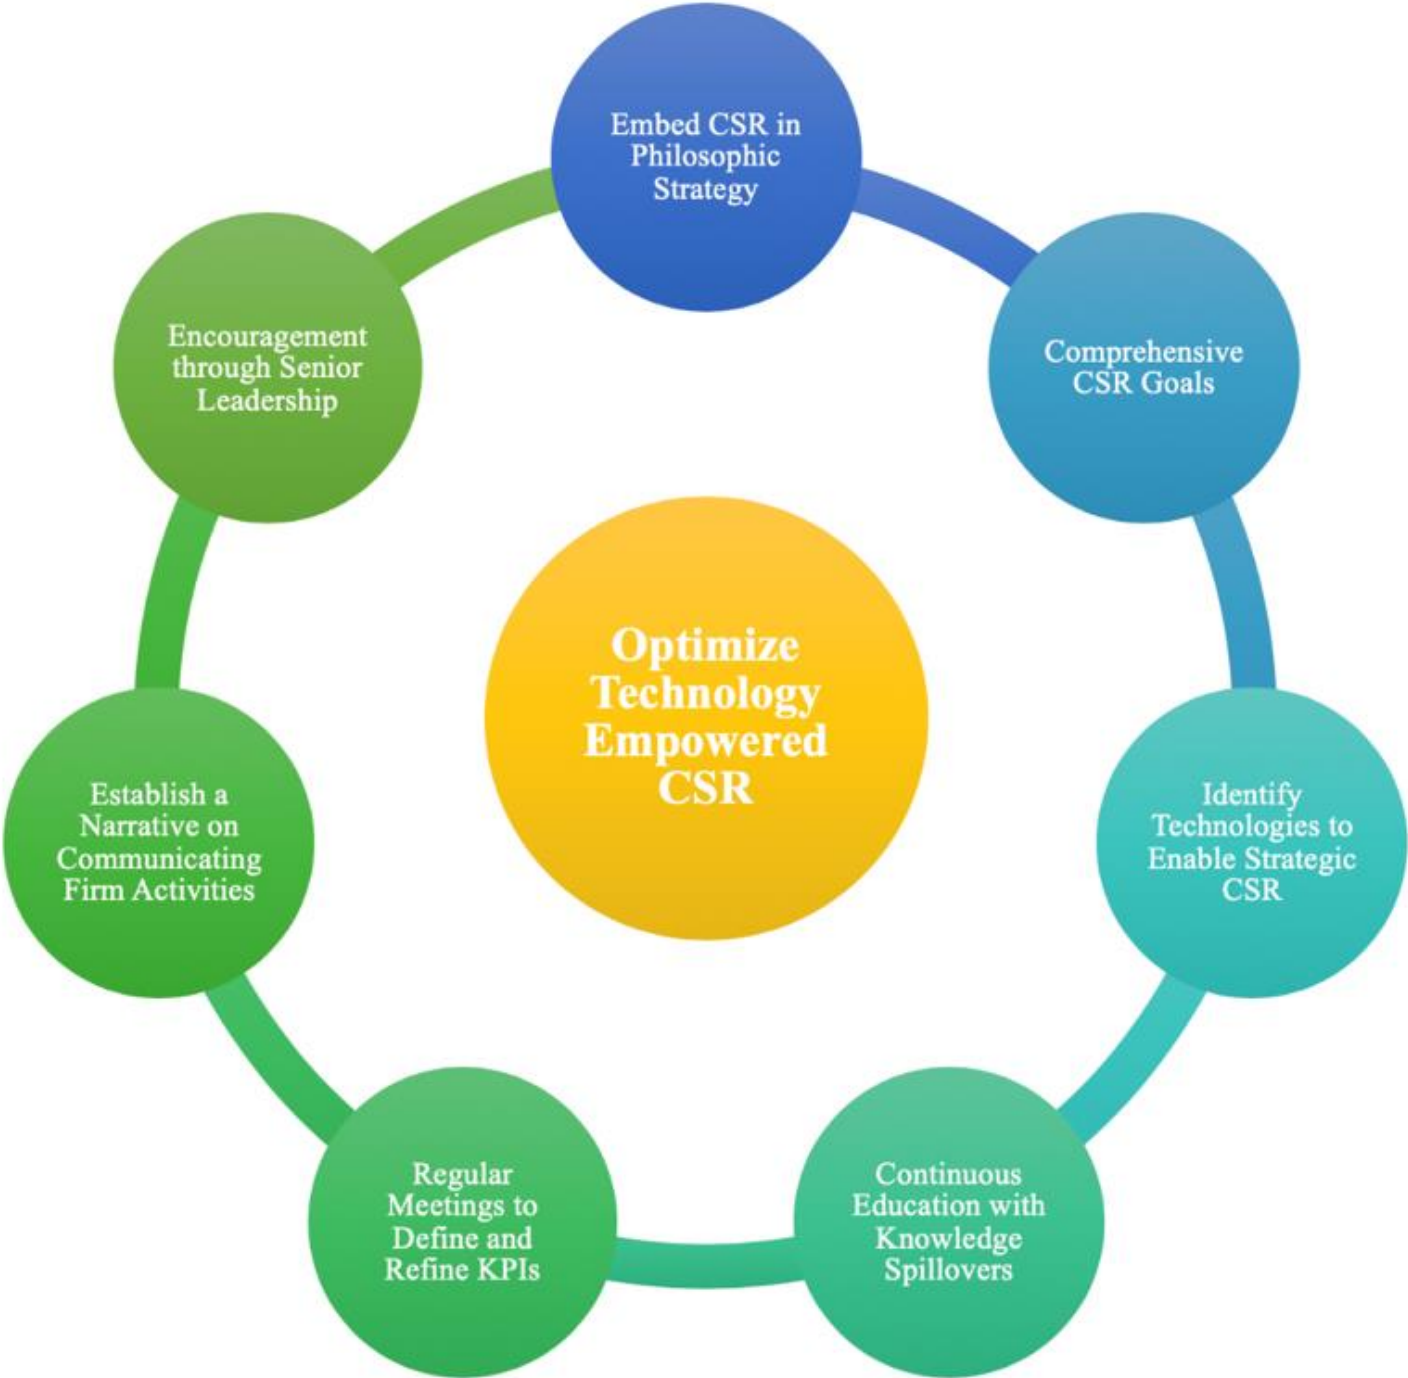 Embed CSR in
Philosophic
Strategy
Comprehensive
CSR Goals
Identify
Technologies to
Enable Strategic
CSR
Continuous
Education with
Knowledge
Spillovers
Regular
Meetings to
Define and
Refine KPIs
Establish a
Narrative on
Communicating
Firm Activities
Encouragement
through Senior
Leadership
Optimize
Technology
Empowered
CSR